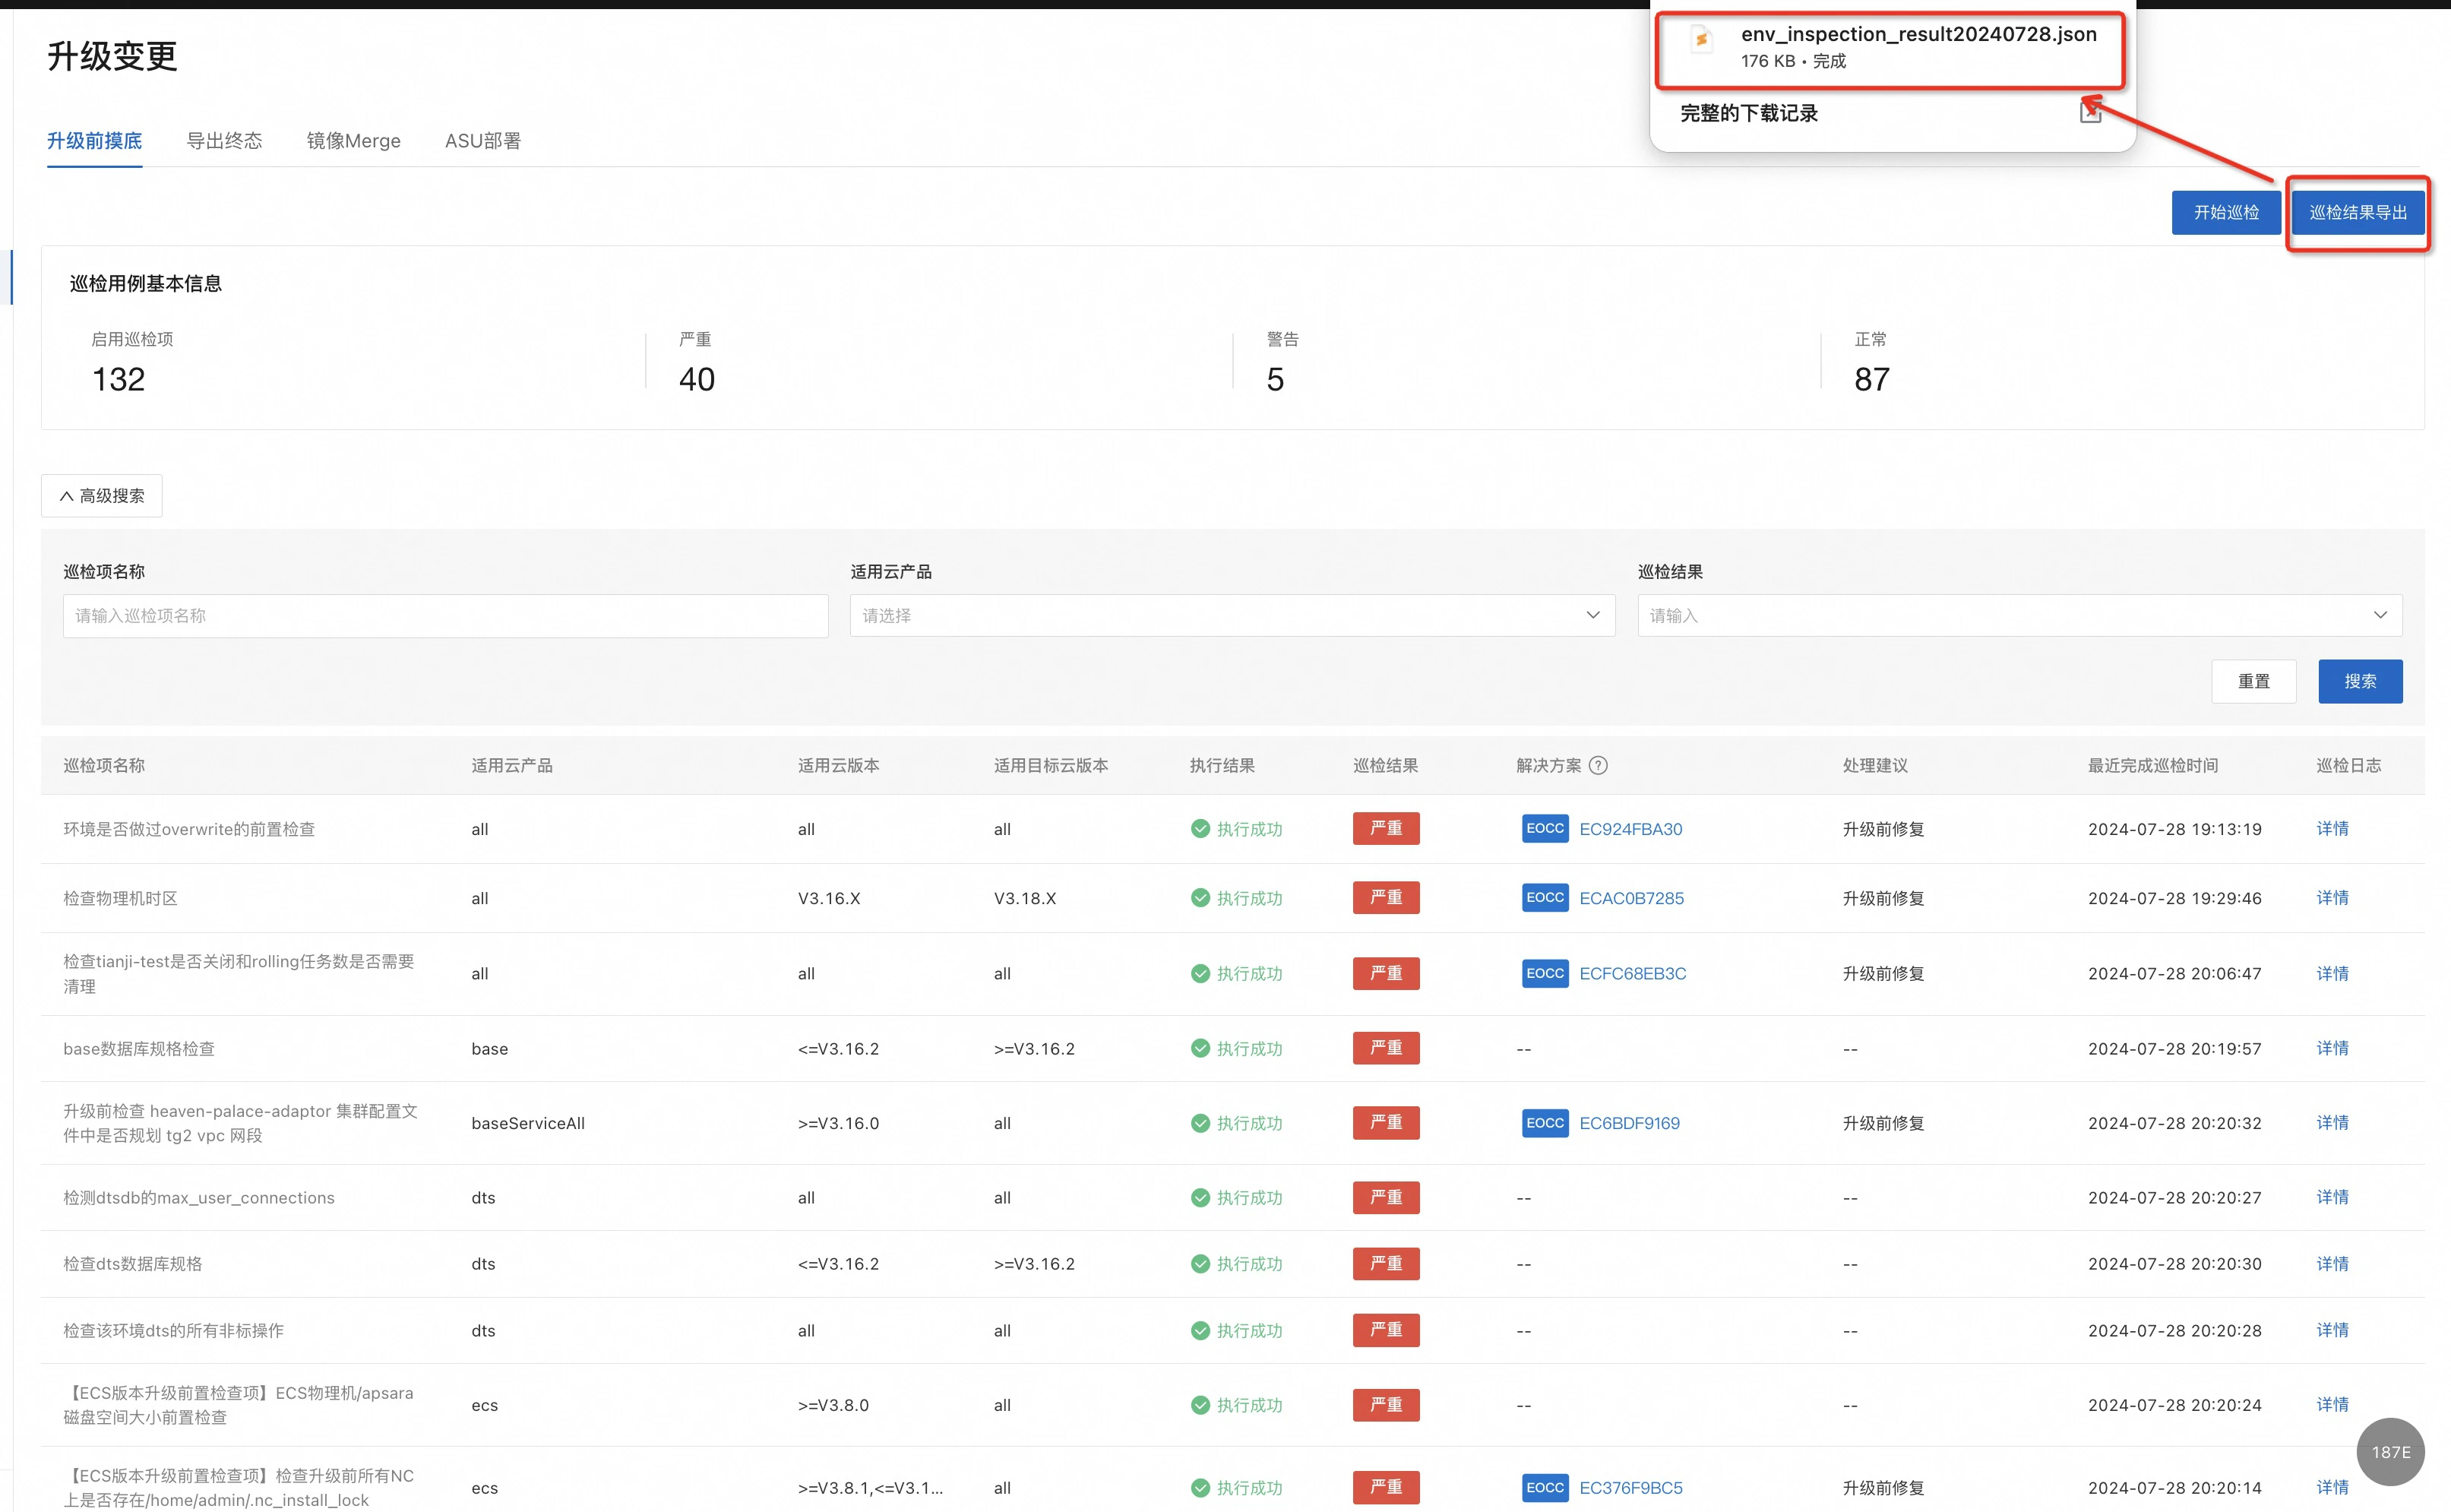 env_inspection_result20240728.json
176 KB • 完成
完整的下载记录
升级变更
升级前摸底
导出终态
镜像Merge
ASU部署
开始巡检
巡检结果导出
巡检用例基本信息
启用巡检项
132
严重
40
警告
5
正常
87
高级搜索
巡检项名称
请输入巡检项名称
适用云产品
请选择
巡检结果
请输入
重置
搜索
巡检项名称 适用云产品 适用云版本 适用目标云版本 执行结果 巡检结果 解决方案 ? 处理建议 最近完成巡检时间 巡检日志
环境是否做过overwrite的前置检查 all all all 执行成功 严重 EOCC EC924FBA30 升级前修复 2024-07-28 19:13:19 详情
检查物理机时区 all V3.16.X V3.18.X 执行成功 严重 EOCC ECAC0B7285 升级前修复 2024-07-28 19:29:46 详情
检查tianji-test是否关闭和rolling任务数是否需要
清理
all all all 执行成功 严重 EOCC ECFC68EB3C 升级前修复 2024-07-28 20:06:47 详情
base数据库规格检查 base <=V3.16.2 >=V3.16.2 执行成功 严重 -- -- 2024-07-28 20:19:57 详情
升级前检查 heaven-palace-adaptor 集群配置文
件中是否规划 tg2 vpc 网段
baseServiceAll >=V3.16.0 all 执行成功 严重 EOCC EC6BDF9169 升级前修复 2024-07-28 20:20:32 详情
检测dtsdb的max_user_connections dts all all 执行成功 严重 -- -- 2024-07-28 20:20:27 详情
检查dts数据库规格 dts <=V3.16.2 >=V3.16.2 执行成功 严重 -- -- 2024-07-28 20:20:30 详情
检查该环境dts的所有非标操作 dts all all 执行成功 严重 -- -- 2024-07-28 20:20:28 详情
【ECS版本升级前置检查项】ECS物理机/apsara
磁盘空间大小前置检查
ecs >=V3.8.0 all 执行成功 严重 -- -- 2024-07-28 20:20:24 详情
【ECS版本升级前置检查项】检查升级前所有NC
上是否存在/home/admin/.nc_install_lock
ecs >=V3.8.1,<=V3.1... all 执行成功 严重 EOCC EC376F9BC5 升级前修复 2024-07-28 20:20:14 详情
187E